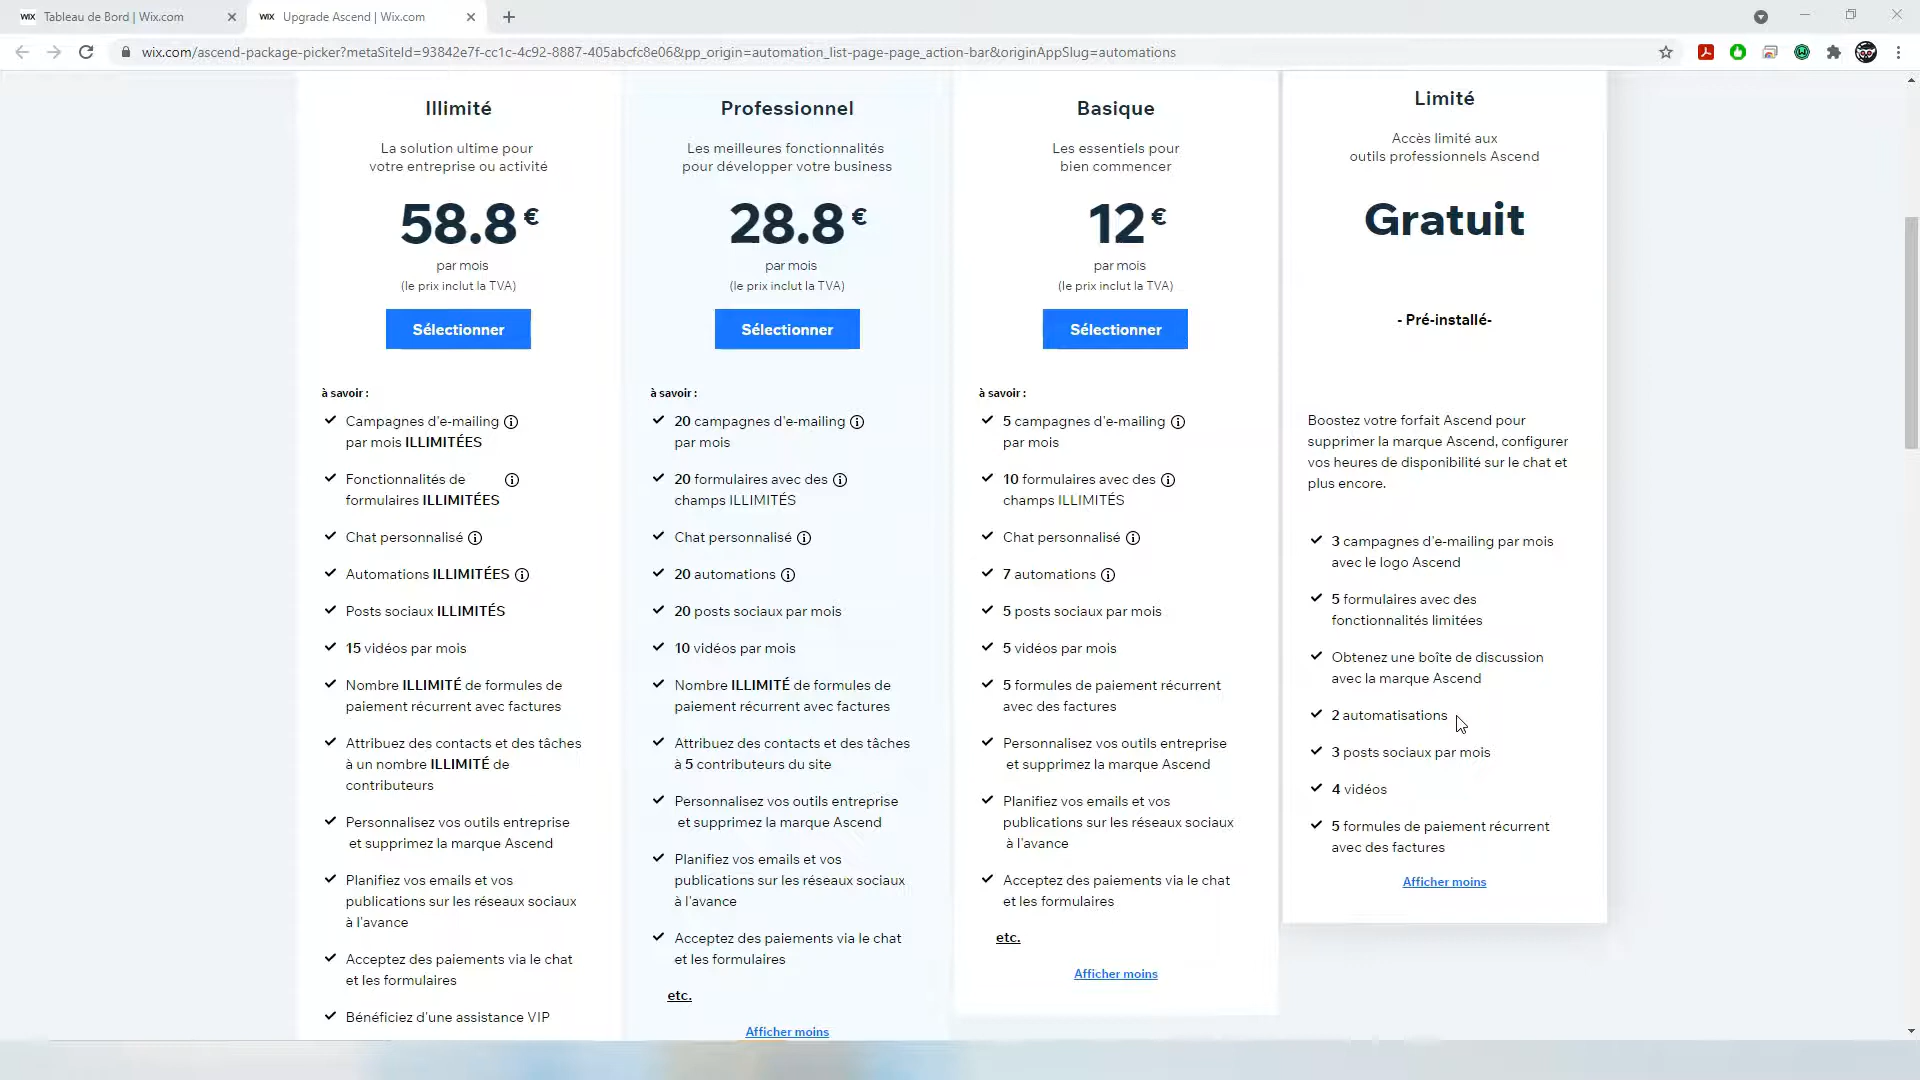 WIX Tableau de Bord | Wix.com
WIX Upgrade Ascend | Wix.com
wix.com/ascend-package-picker?metaSiteId=93842e7f-cc1c-4c92-8887-405abcfc8e06&pp_origin=automation_list-page-page_action-bar&originAppSlug=automations
Illimité
La solution ultime pour
votre entreprise ou activité
58.8 €
par mois
(le prix inclut la TVA)
Sélectionner
à savoir :
Campagnes d'e-mailing
par mois ILLIMITÉES
Fonctionnalités de
formulaires ILLIMITÉES
Chat personnalisé
Automations ILLIMITÉES
Posts sociaux ILLIMITÉS
15 vidéos par mois
Nombre ILLIMITÉ de formules de
paiement récurrent avec factures
Attribuez des contacts et des tâches
à un nombre ILLIMITÉ de
contributeurs
Personnalisez vos outils entreprise
et supprimez la marque Ascend
Planifiez vos emails et vos
publications sur les réseaux sociaux
à l'avance
Acceptez des paiements via le chat
et les formulaires
Bénéficiez d'une assistance VIP
Professionnel
Les meilleures fonctionnalités
pour développer votre business
28.8 €
par mois
(le prix inclut la TVA)
Sélectionner
à savoir :
20 campagnes d'e-mailing
par mois
20 formulaires avec des
champs ILLIMITÉS
Chat personnalisé
20 automations
20 posts sociaux par mois
10 vidéos par mois
Nombre ILLIMITÉ de formules de
paiement récurrent avec factures
Attribuez des contacts et des tâches
à 5 contributeurs du site
Personnalisez vos outils entreprise
et supprimez la marque Ascend
Planifiez vos emails et vos
publications sur les réseaux sociaux
à l'avance
Acceptez des paiements via le chat
et les formulaires
etc.
Afficher moins
Basique
Les essentiels pour
bien commencer
12 €
par mois
(le prix inclut la TVA)
Sélectionner
à savoir :
5 campagnes d'e-mailing
par mois
10 formulaires avec des
champs ILLIMITÉS
Chat personnalisé
7 automations
5 posts sociaux par mois
5 vidéos par mois
5 formules de paiement récurrent
avec des factures
Personnalisez vos outils entreprise
et supprimez la marque Ascend
Planifiez vos emails et vos
publications sur les réseaux sociaux
à l'avance
Acceptez des paiements via le chat
et les formulaires
etc.
Afficher moins
Limité
Accès limité aux
outils professionnels Ascend
Gratuit
- Pré-installé-
Boostez votre forfait Ascend pour
supprimer la marque Ascend, configurer
vos heures de disponibilité sur le chat et
plus encore.
3 campagnes d'e-mailing par mois
avec le logo Ascend
5 formulaires avec des
fonctionnalités limitées
Obtenez une boîte de discussion
avec la marque Ascend
2 automatisations
3 posts sociaux par mois
4 vidéos
5 formules de paiement récurrent
avec des factures
Afficher moins